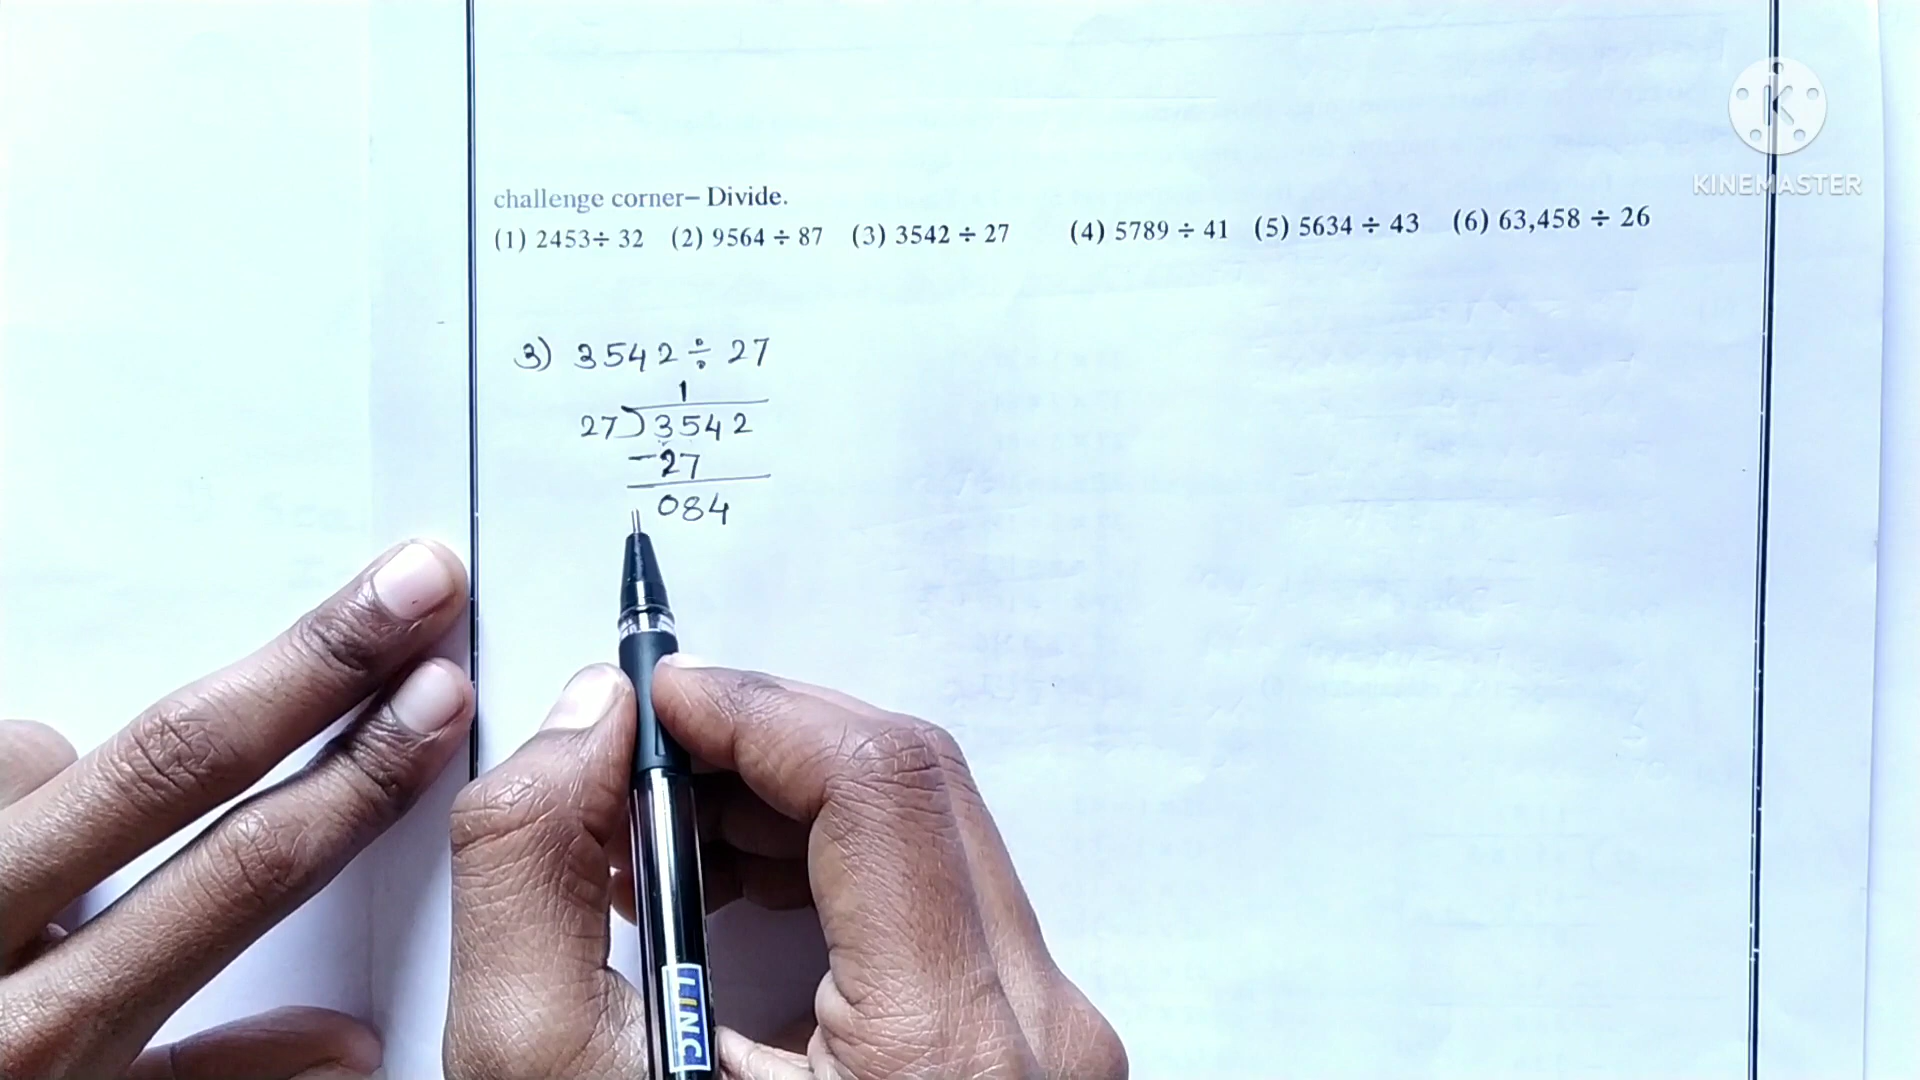 KINEMASTER
challenge corner– Divide.
(1) 2453÷ 32 (2) 9564 ÷ 87 (3) 3542 ÷ 27 (4) 5789 ÷ 41 (5) 5634 ÷ 43 (6) 63,458 ÷ 26
3) 3542 ÷ 27
1
27)3542
-27
084
LINC